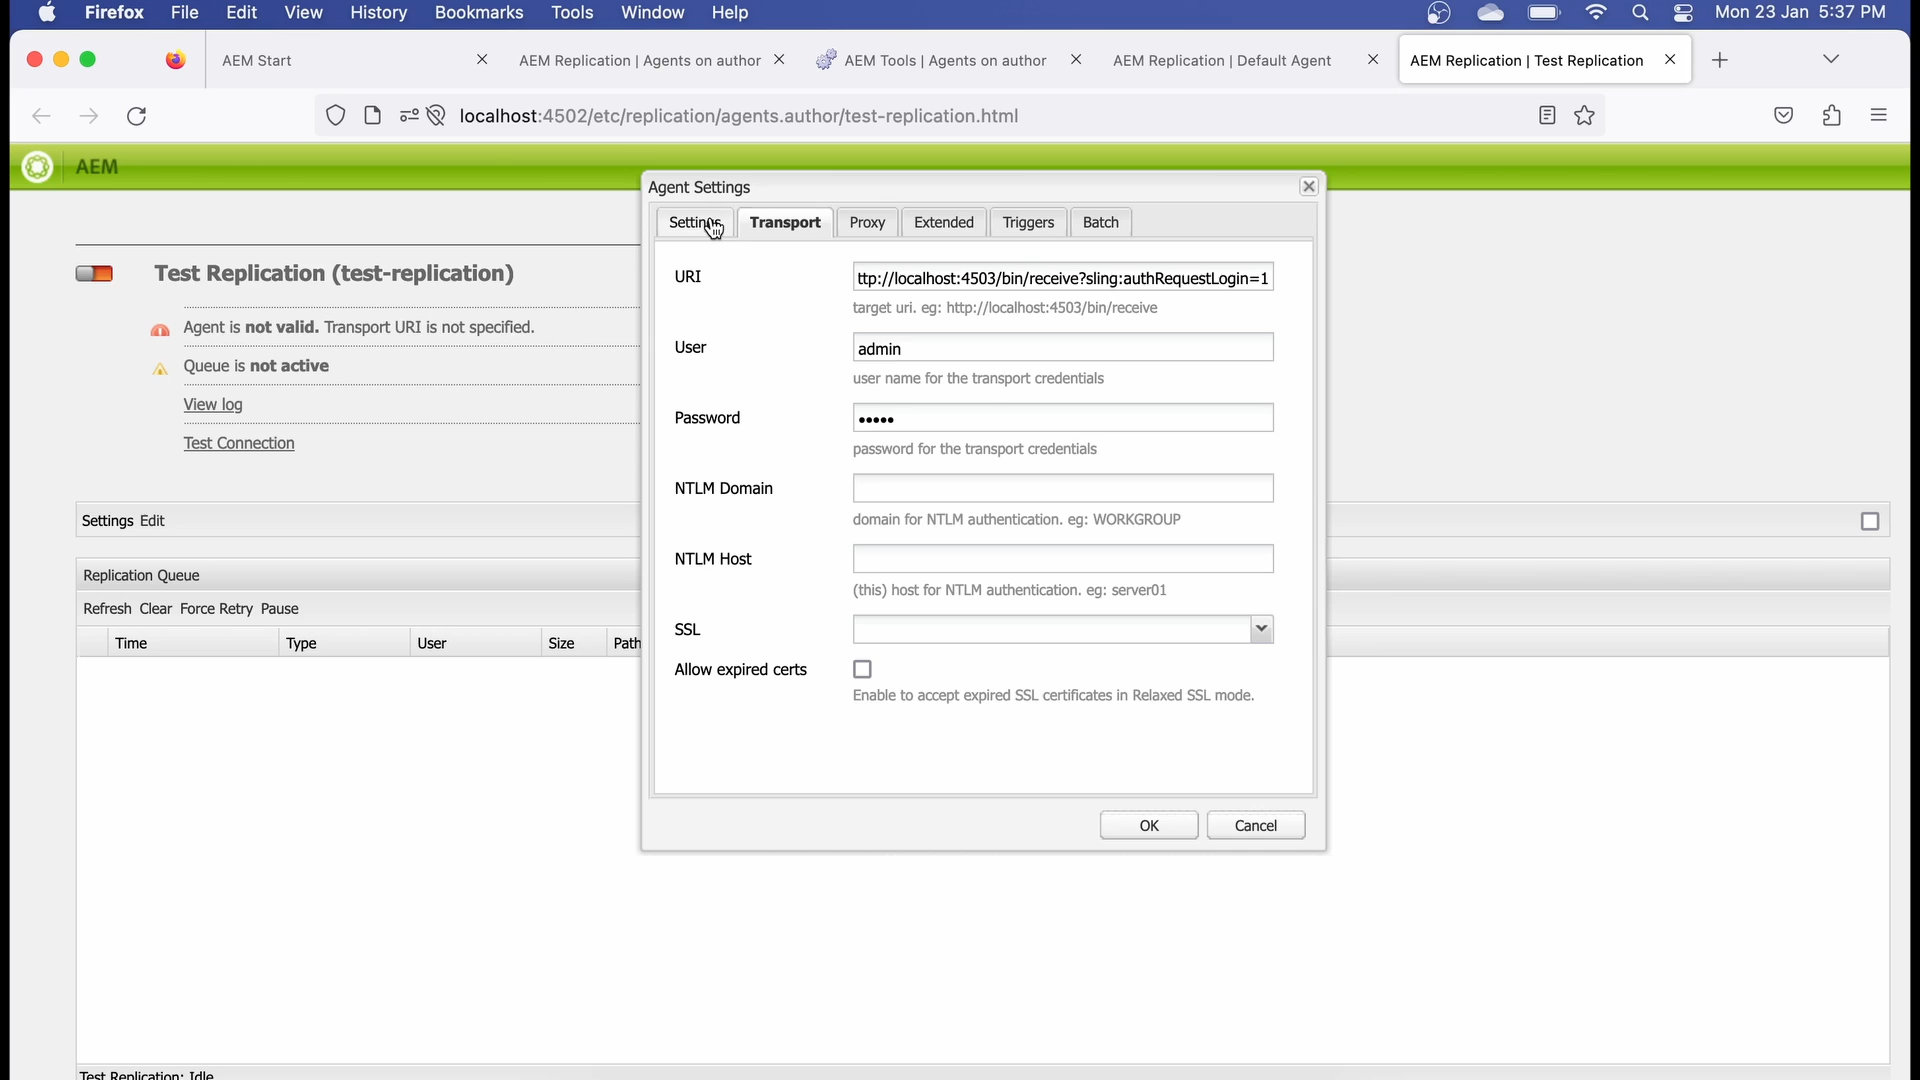 Firefox File Edit View History Bookmarks Tools Window Help Mon 23 Jan 5:37 PM
AEM Start AEM Replication | Agents on author AEM Tools | Agents on author AEM Replication | Default Agent AEM Replication | Test Replication
localhost:4502/etc/replication/agents.author/test-replication.html
AEM
Test Replication (test-replication)
Agent is not valid. Transport URI is not specified.
Queue is not active
View log
Test Connection
Settings Edit
Replication Queue
Refresh Clear Force Retry Pause
Time Type User Size Path
Test Replication: Idle
Agent Settings
Settings Transport Proxy Extended Triggers Batch
URI ttp://localhost:4503/bin/receive?sling:authRequestLogin=1
target uri. eg: http://localhost:4503/bin/receive
User admin
user name for the transport credentials
Password •••••
password for the transport credentials
NTLM Domain
domain for NTLM authentication. eg: WORKGROUP
NTLM Host
(this) host for NTLM authentication. eg: server01
SSL
Allow expired certs
Enable to accept expired SSL certificates in Relaxed SSL mode.
OK Cancel